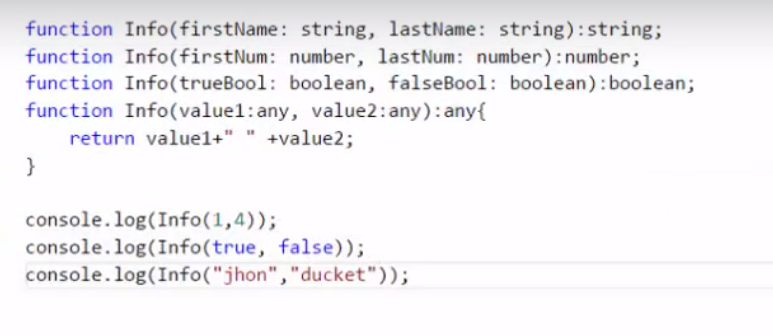 function Info(firstName: string, lastName: string):string;
function Info(firstNum: number, lastNum: number):number;
function Info(trueBool: boolean, falseBool: boolean):boolean;
function Info(value1:any, value2:any):any{
    return value1+" " +value2;
}
console.log(Info(1,4));
console.log(Info(true, false));
console.log(Info("jhon","ducket"));